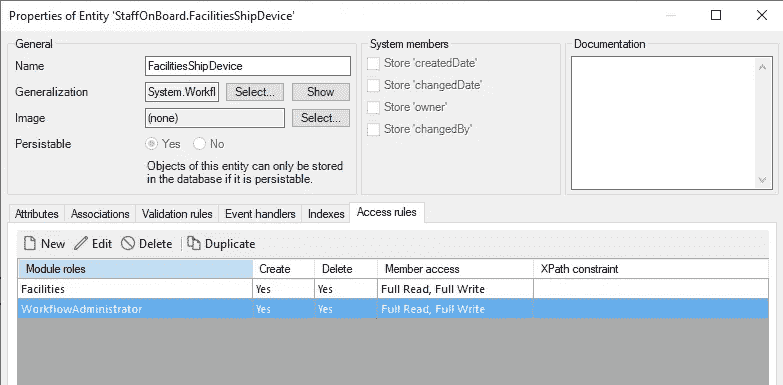 Properties of Entity 'StaffOnBoard.FacilitiesShipDevice'
General
Name
FacilitiesShipDevice
Generalization
System.Workfl
Select...
Show
Image
(none)
Select...
Persistable
Yes
No
Objects of this entity can only be stored
in the database if it is persistable.
System members
Store 'createdDate'
Store 'changedDate'
Store 'owner'
Store 'changedBy'
Documentation
Attributes
Associations
Validation rules
Event handlers
Indexes
Access rules
New
Edit
Delete
Duplicate
Module roles Create Delete Member access XPath constraint
Facilities Yes Yes Full Read, Full Write
WorkflowAdministrator Yes Yes Full Read, Full Write